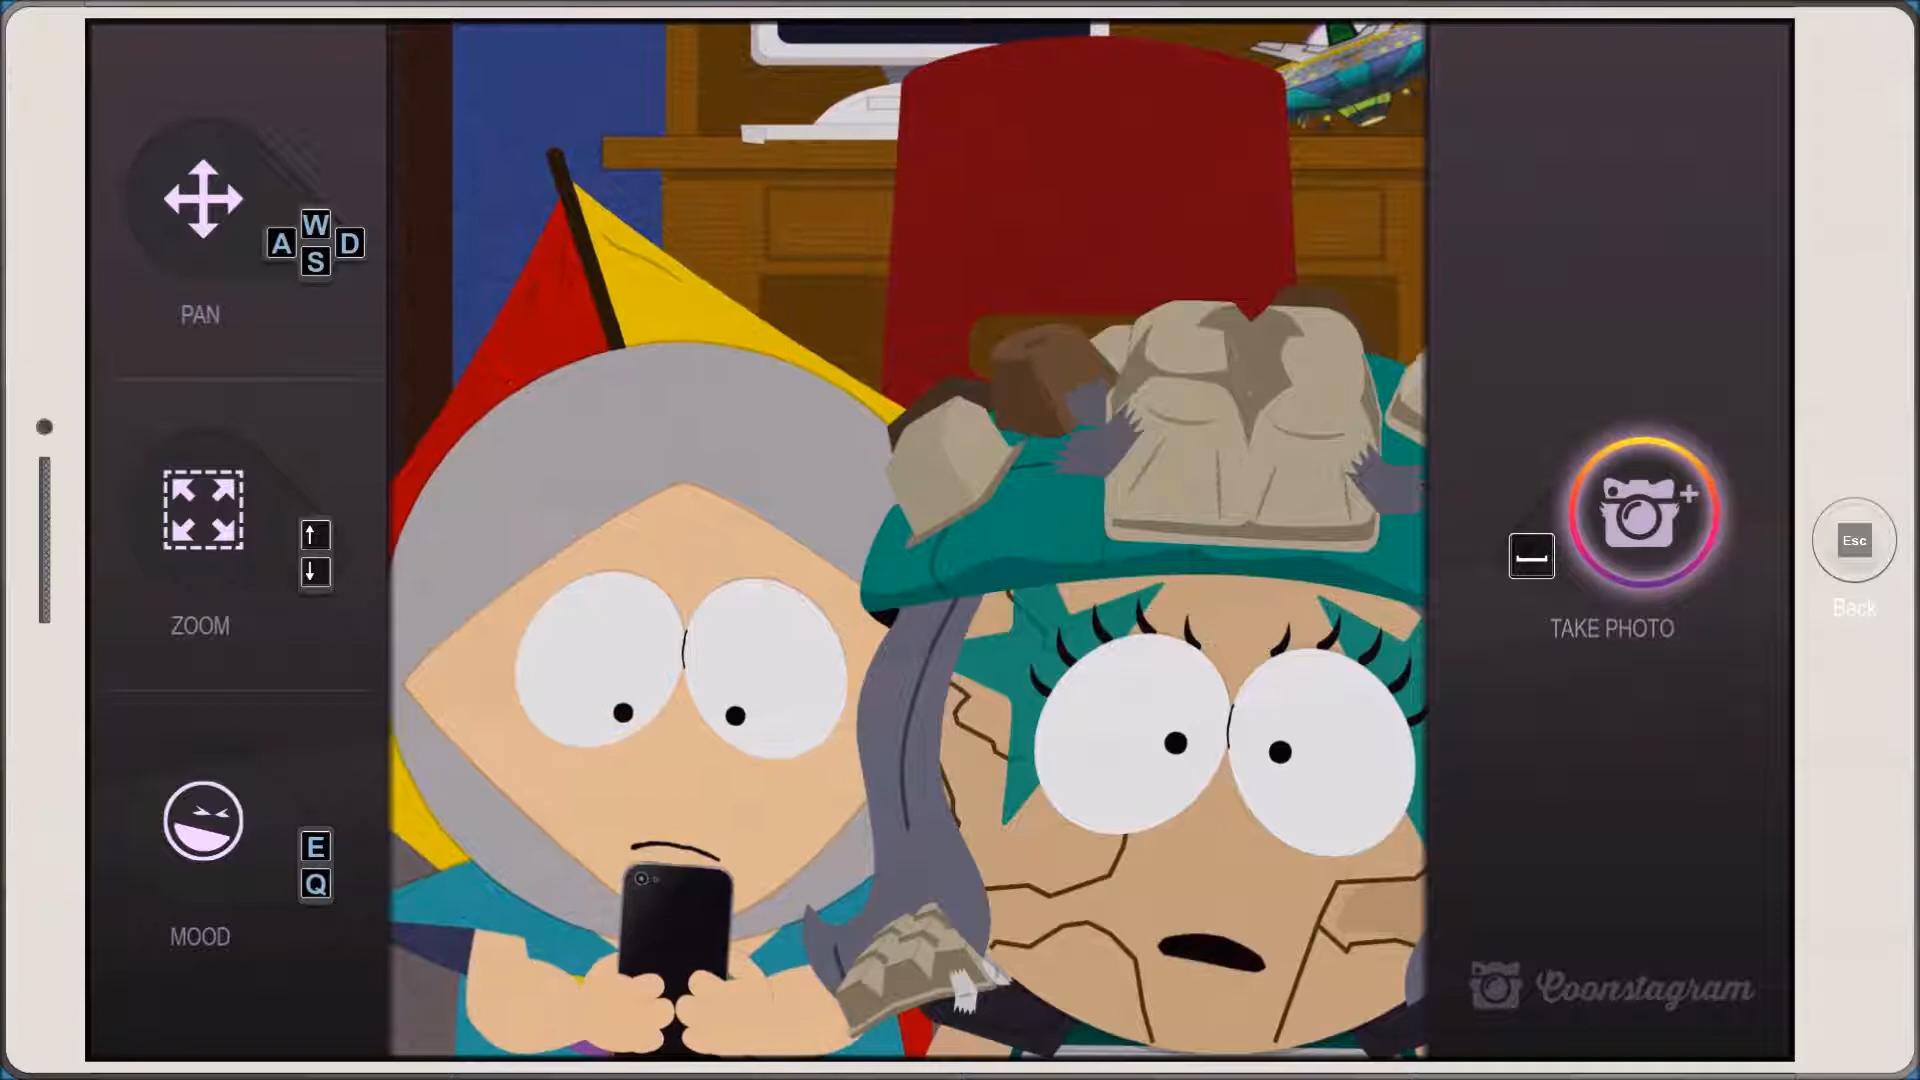 W
A D
S
PAN
↑
↓
ZOOM
E
Q
MOOD
TAKE PHOTO
Esc
Back
Coonstagram